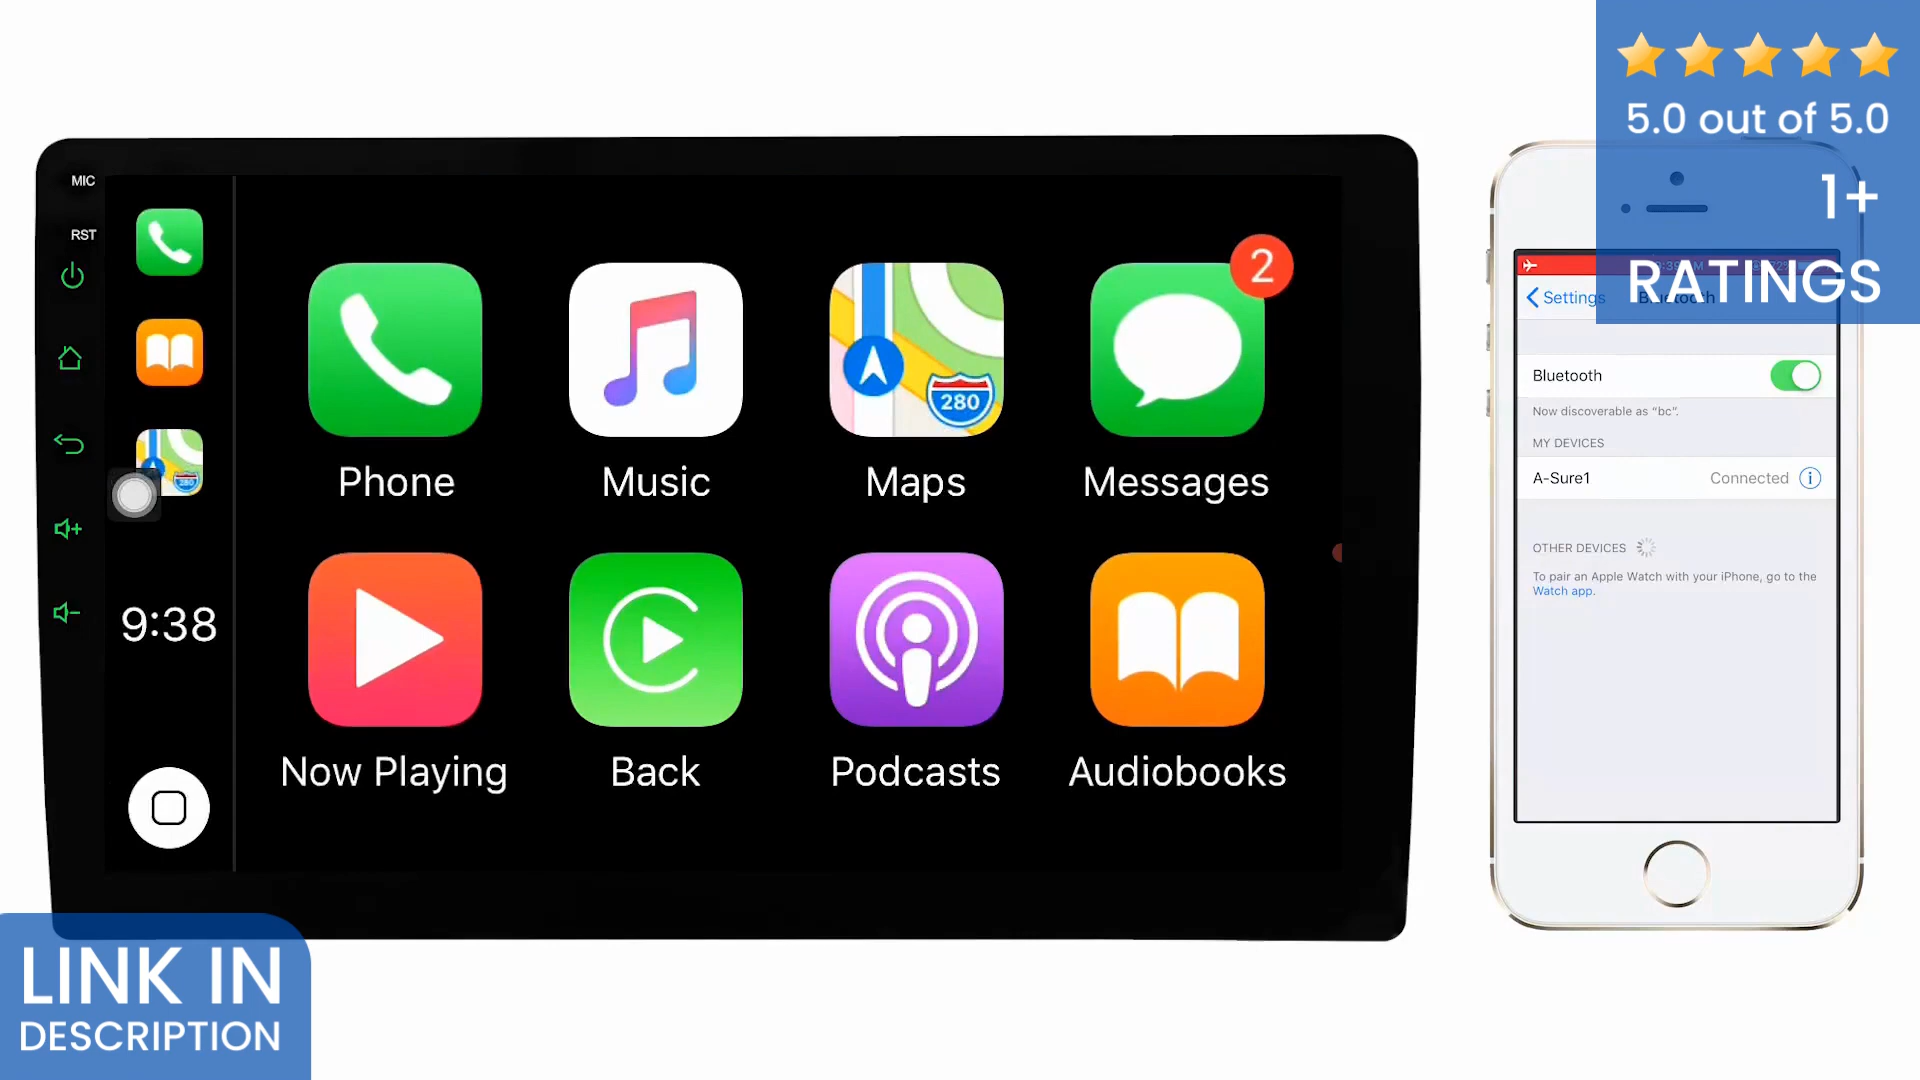 5.0 out of 5.0
1+
RATINGS
MIC
RST
2
280
280
Phone
Music
Maps
Messages
9:38
Now Playing
Back
Podcasts
Audiobooks
Settings
Bluetooth
Bluetooth
Now discoverable as “bc”.
MY DEVICES
A-Sure1 Connected
OTHER DEVICES
To pair an Apple Watch with your iPhone, go to the
Watch app.
LINK IN
DESCRIPTION